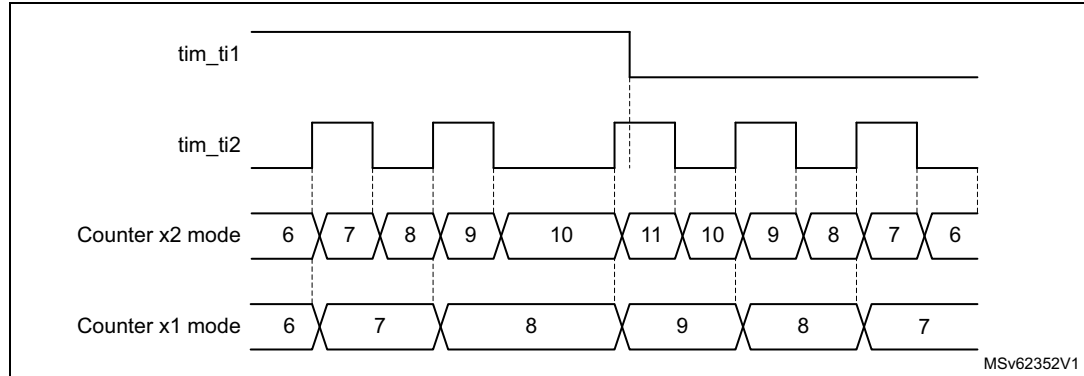 tim_ti1
tim_ti2
Counter x2 mode 6 7 8 9 10 11 10 9 8 7 6
Counter x1 mode 6 7 8 9 8 7
MSv62352V1